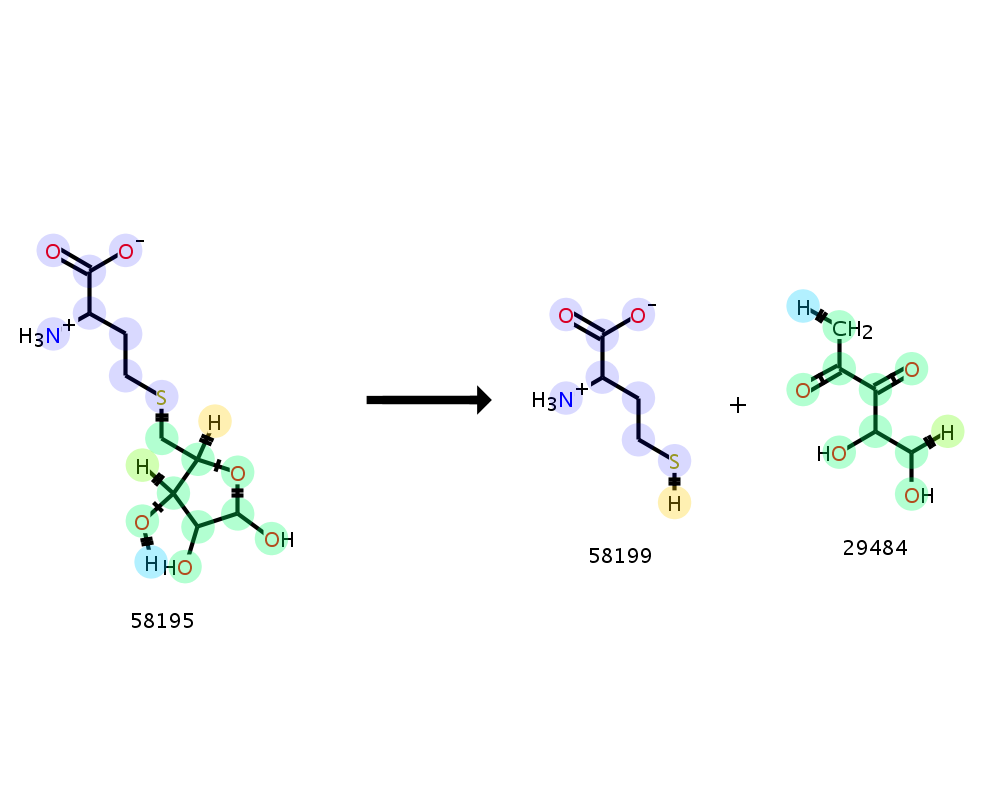 O O⁻
H3N⁺
S
H
H O
O
H HO OH
58195
O O⁻
H3N⁺
S
H
58199
+
H
CH2
O O
HO H
OH
29484